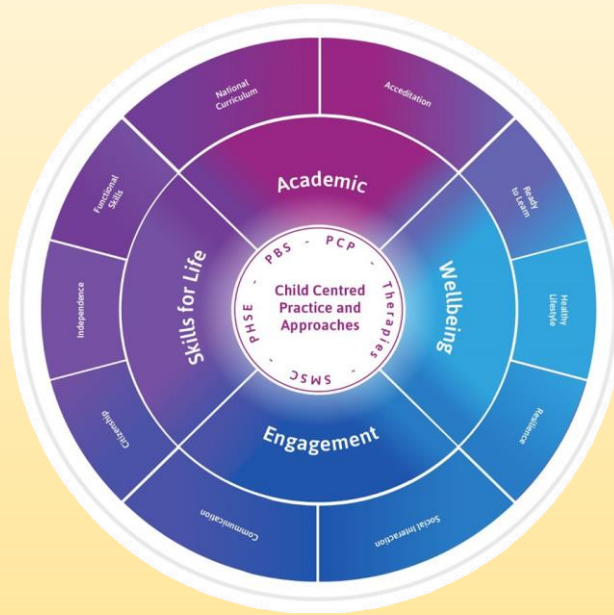 National
Curriculum
Acceditation
Ready
to Learn
Healthy
Lifestyle
Resilience
Social Interaction
Communication
Citizenship
Independence
Functional
Skills
Academic
Wellbeing
Engagement
Skills for Life
PBS - PCP - Therapies - SMSC - PHSE -
Child Centred
Practice and
Approaches